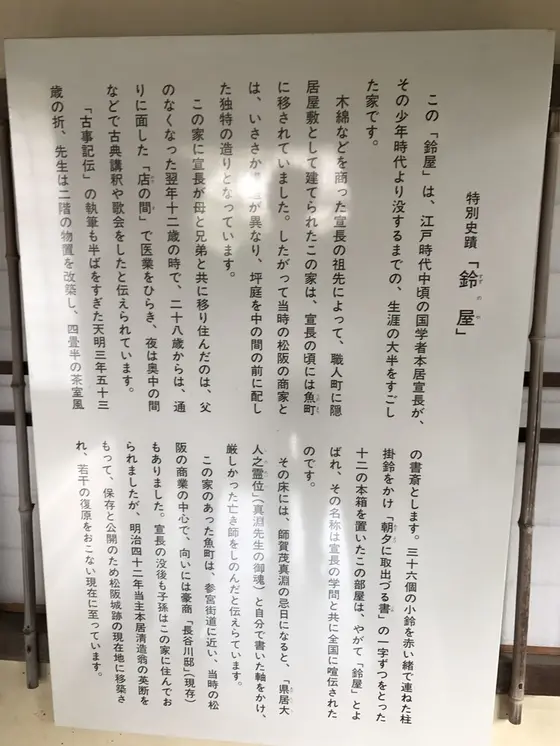 特別史蹟「鈴屋」
すずのや
この「鈴屋」は、江戸時代中頃の国学者本居宣長が、
その少年時代より没するまでの、生涯の大半をすごし
た家です。
木綿などを商った宣長の祖先によって、職人町に隠
居屋敷として建てられたこの家は、宣長の頃には魚町
に移されていました。したがって当時の松阪の商家と
は、いささか が異なり、坪庭を中の間の前に配し
た独特の造りとなっています。
この家に宣長が母と兄弟と共に移り住んだのは、父
のなくなった翌年十二歳の時で、二十八歳からは、通
りに面した「店の間」で医業をひらき、夜は奥中の間
などで古典講釈や歌会をしたと伝えられています。
「古事記伝」の執筆も半ばをすぎた天明三年五十三
歳の折、先生は二階の物置を改築し、四畳半の茶室風
の書斎とします。三十六個の小鈴を赤い緒で連ねた柱
掛鈴をかけ「朝夕に取出づる書」の一字ずつをとった
十二の本箱を置いたこの部屋は、やがて「鈴屋」とよ
ばれ、その名称は宣長の学問と共に全国に喧伝された
のです。
その床には、師賀茂真淵の忌日になると、「県居大
人之霊位」(真淵先生の御魂)と自分で書いた軸をかけ、
厳しかった亡き師をしのんだと伝えらています。
この家のあった魚町は、参宮街道に近い、当時の松
阪の商業の中心で、向いには豪商「長谷川邸」(現存)
もありました。宣長の没後も子孫はこの家に住んでお
られましたが、明治四十二年当主本居清造翁の英断を
もって、保存と公開のため松阪城跡の現在地に移築さ
れ、若干の復原をおこない現在に至っています。